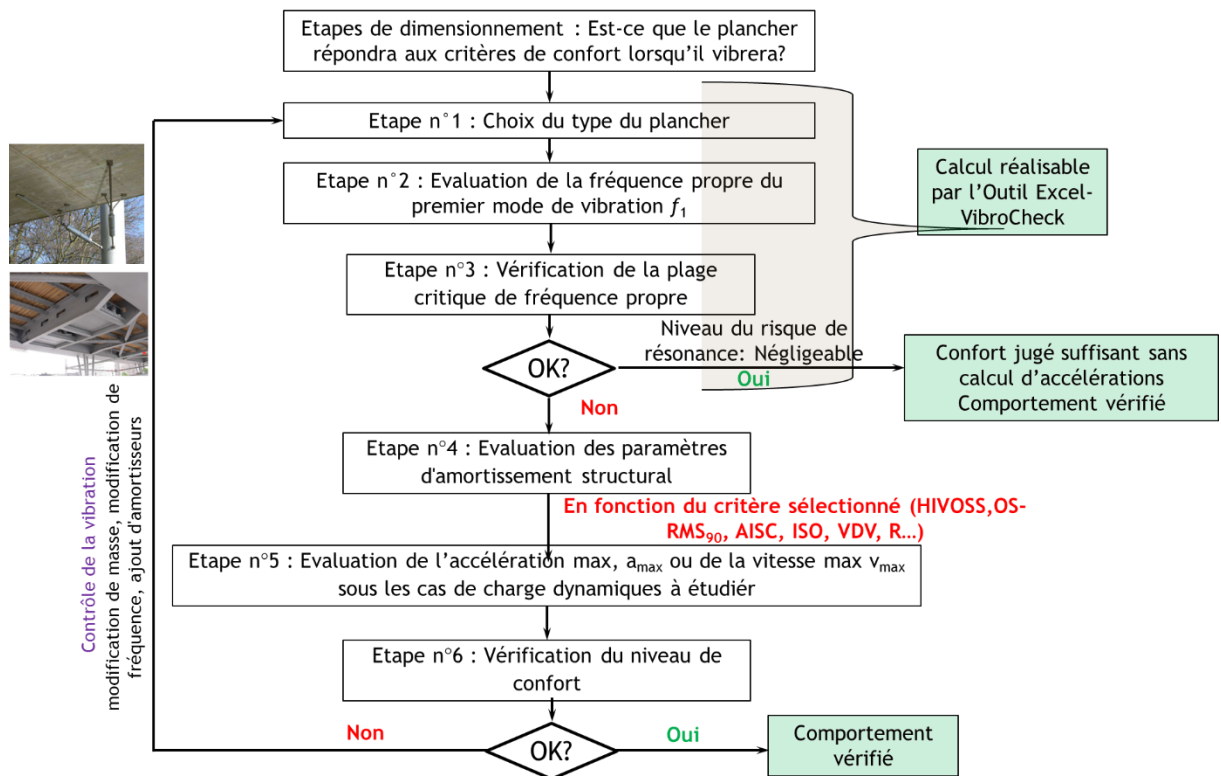 Etapes de dimensionnement : Est-ce que le plancher
répondra aux critères de confort lorsqu'il vibrera?
Etape n°1 : Choix du type du plancher
Etape n°2 : Evaluation de la fréquence propre du
premier mode de vibration f₁
Calcul réalisable
par l'Outil Excel-
VibroCheck
Etape n°3 : Vérification de la plage
critique de fréquence propre
Niveau du risque de
résonance: Négligeable
OK?
Oui
Confort jugé suffisant sans
calcul d'accélérations
Comportement vérifié
Non
Etape n°4 : Evaluation des paramètres
d'amortissement structural
En fonction du critère sélectionné (HIVOSS,OS-
RMS₉₀, AISC, ISO, VDV, R…)
Etape n°5 : Evaluation de l'accélération max, aₘₐₓ ou de la vitesse max vₘₐₓ
sous les cas de charge dynamiques à étudiér
Etape n°6 : Vérification du niveau de
confort
Non
OK?
Oui
Comportement
vérifié
Contrôle de la vibration
modification de masse, modification de
fréquence, ajout d'amortisseurs